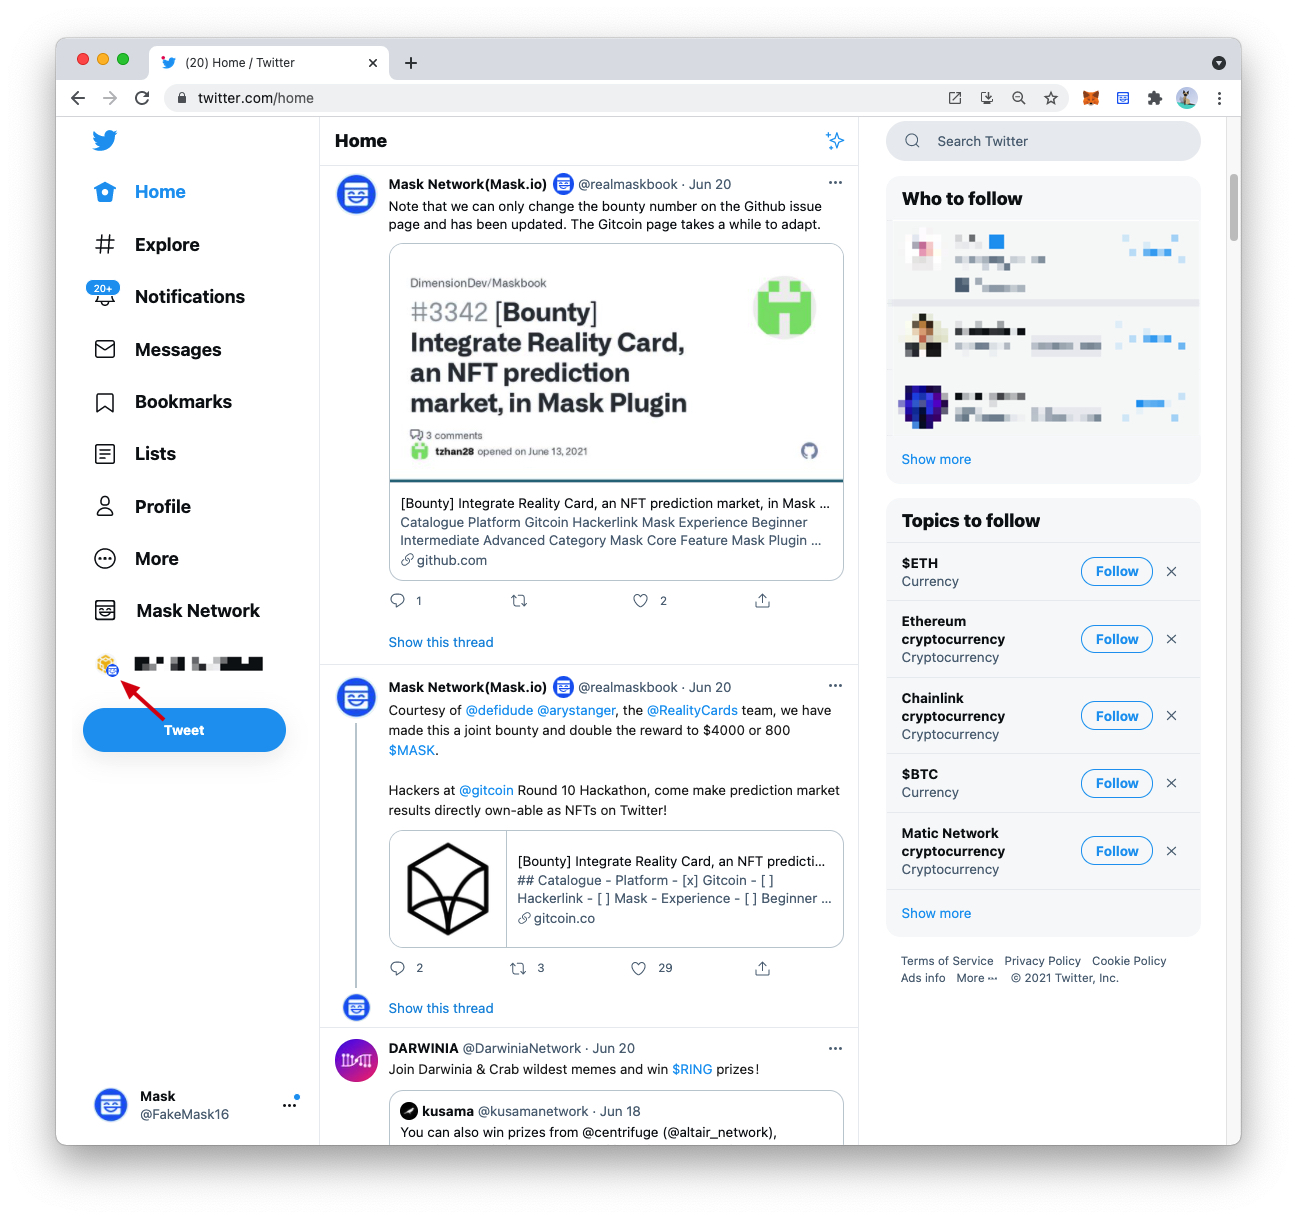 (20) Home / Twitter
twitter.com/home
Home
Explore
20+
Notifications
Messages
Bookmarks
Lists
Profile
More
Mask Network
Tweet
Mask
@FakeMask16
Home
Mask Network(Mask.io) @realmaskbook · Jun 20
Note that we can only change the bounty number on the Github issue
page and has been updated. The Gitcoin page takes a while to adapt.
DimensionDev/Maskbook
#3342 [Bounty]
Integrate Reality Card,
an NFT prediction
market, in Mask Plugin
3 comments
tzhan28 opened on June 13, 2021
[Bounty] Integrate Reality Card, an NFT prediction market, in Mask ...
Catalogue Platform Gitcoin Hackerlink Mask Experience Beginner
Intermediate Advanced Category Mask Core Feature Mask Plugin ...
github.com
1
2
Show this thread
Mask Network(Mask.io) @realmaskbook · Jun 20
Courtesy of @defidude @arystanger, the @RealityCards team, we have
made this a joint bounty and double the reward to $4000 or 800
$MASK.
Hackers at @gitcoin Round 10 Hackathon, come make prediction market
results directly own-able as NFTs on Twitter!
[Bounty] Integrate Reality Card, an NFT predicti...
## Catalogue - Platform - [x] Gitcoin - [ ]
Hackerlink - [ ] Mask - Experience - [ ] Beginner ...
gitcoin.co
2
3
29
Show this thread
DARWINIA @DarwiniaNetwork · Jun 20
Join Darwinia & Crab wildest memes and win $RING prizes!
kusama @kusamanetwork · Jun 18
You can also win prizes from @centrifuge (@altair_network),
Search Twitter
Who to follow
Show more
Topics to follow
$ETH
Currency
Follow
Ethereum
cryptocurrency
Cryptocurrency
Follow
Chainlink
cryptocurrency
Cryptocurrency
Follow
$BTC
Currency
Follow
Matic Network
cryptocurrency
Cryptocurrency
Follow
Show more
Terms of Service Privacy Policy Cookie Policy
Ads info More ··· © 2021 Twitter, Inc.